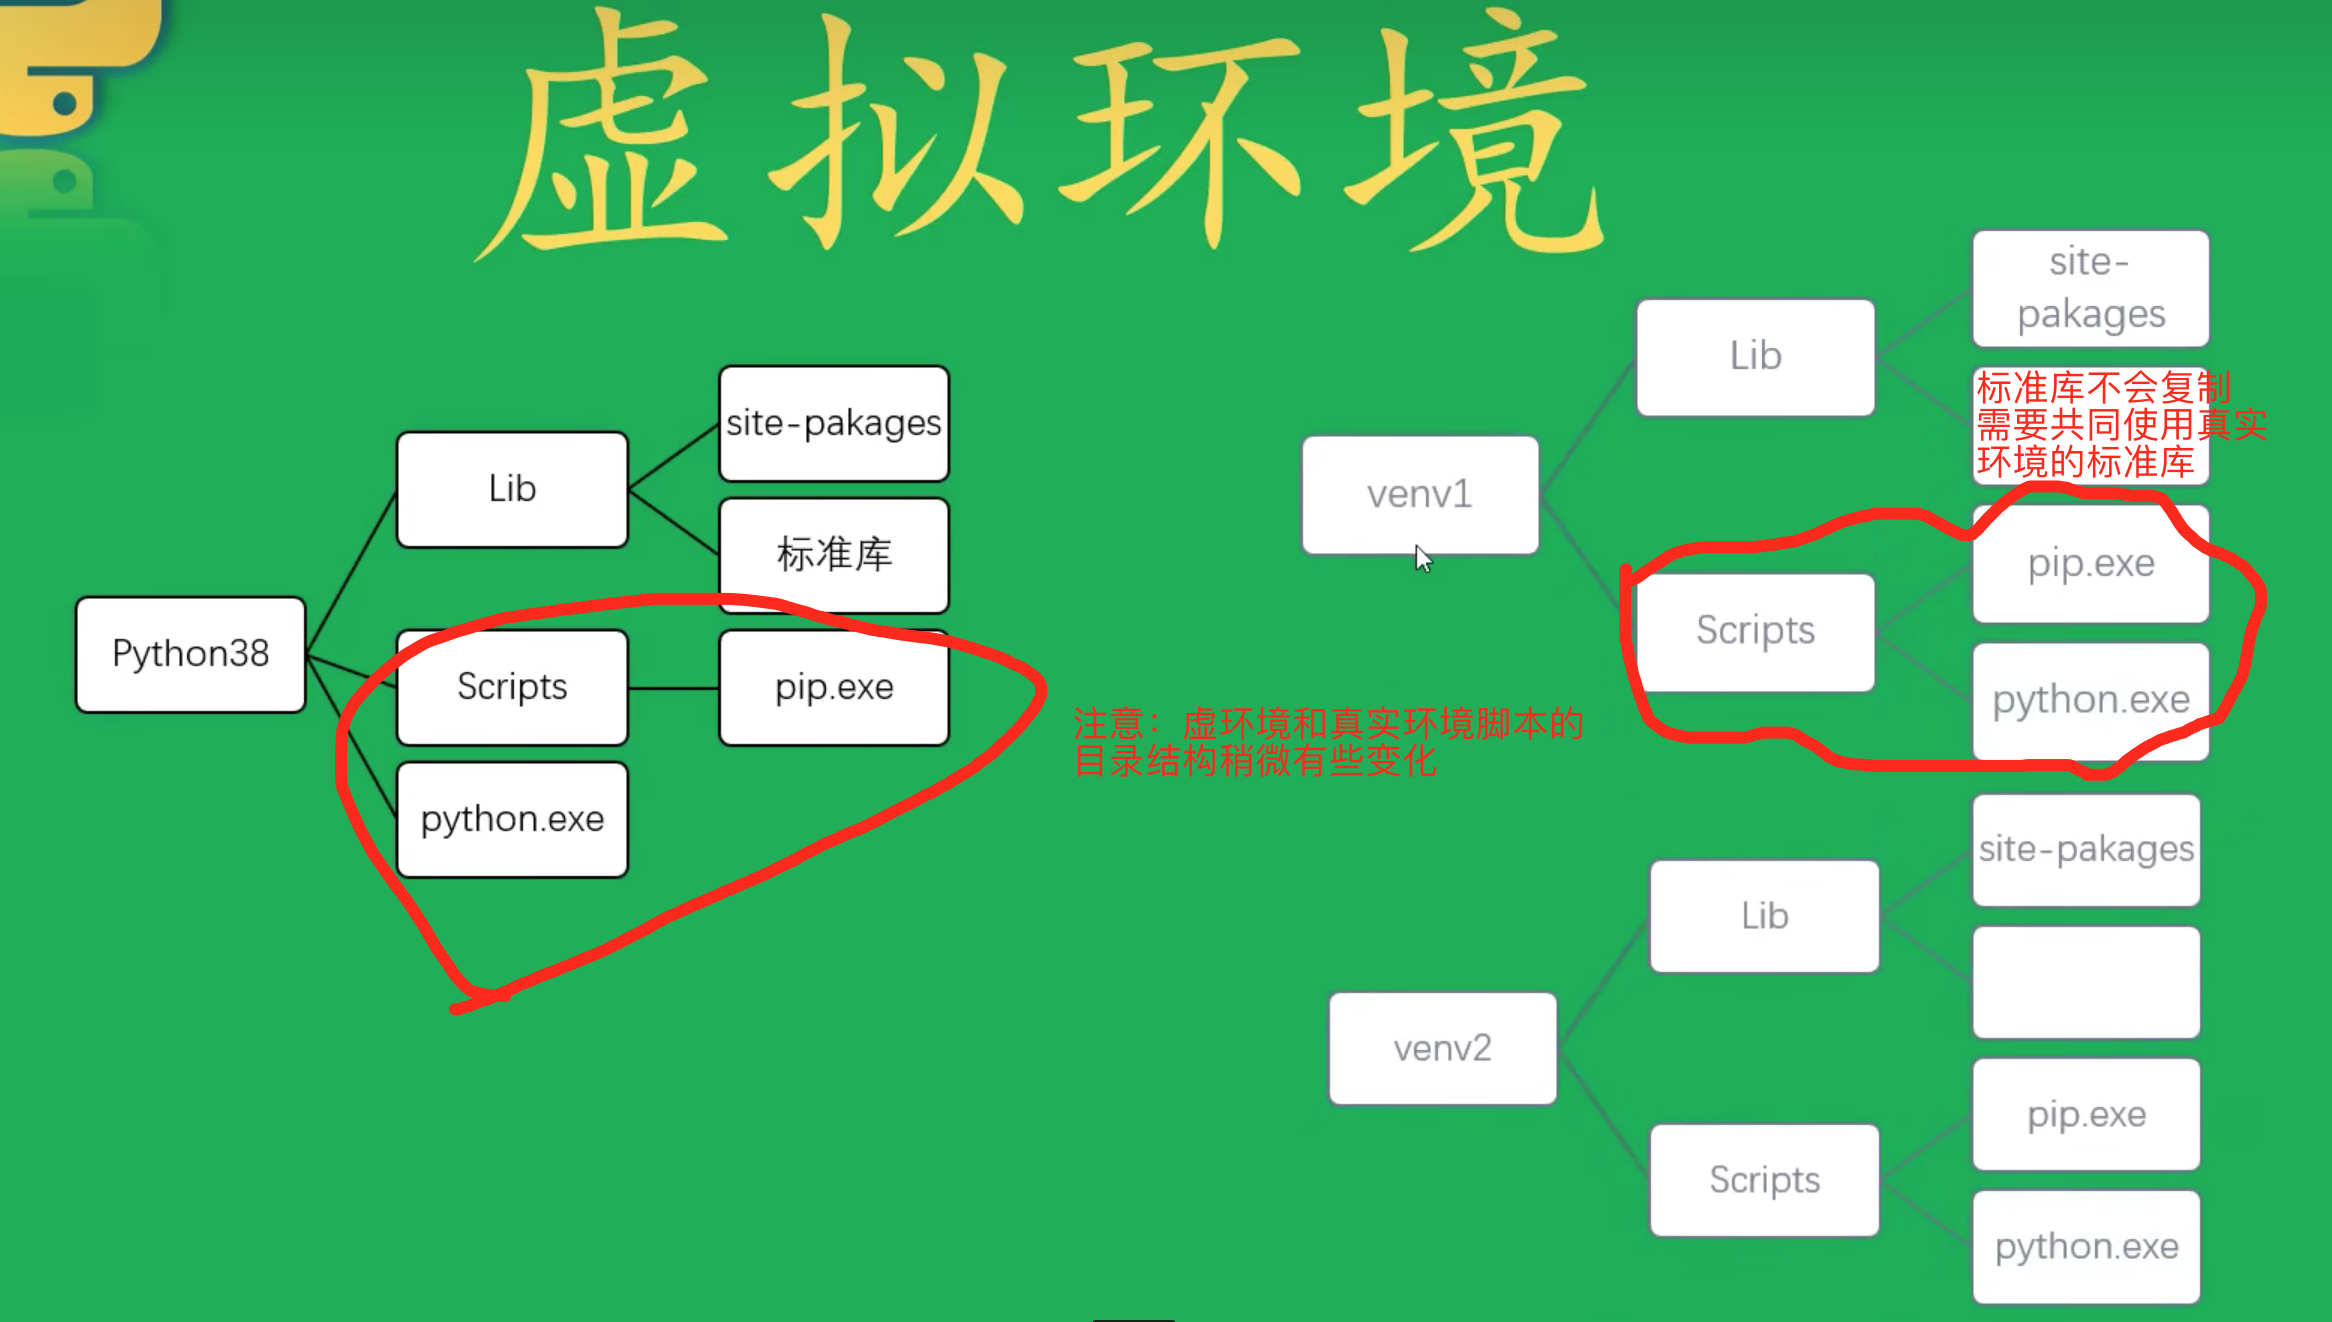 虚拟环境
Python38
Lib
site-pakages
标准库
Scripts
pip.exe
python.exe
注意：虚环境和真实环境脚本的
目录结构稍微有些变化
venv1
Lib
site-
pakages
标准库不会复制
需要共同使用真实
环境的标准库
Scripts
pip.exe
python.exe
venv2
Lib
site-pakages
Scripts
pip.exe
python.exe